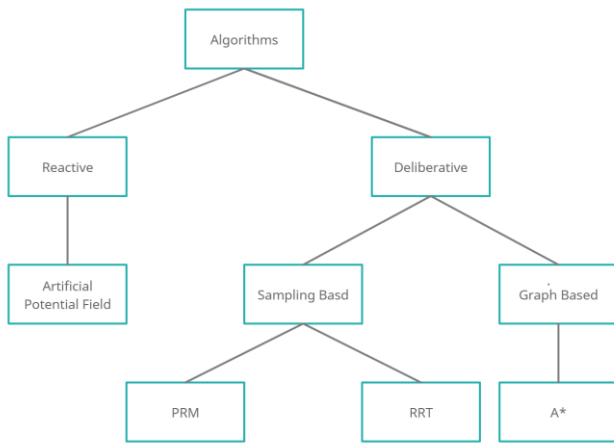 Algorithms
Reactive
Deliberative
Artificial
Potential Field
Sampling Basd
Graph Based
PRM
RRT
A*